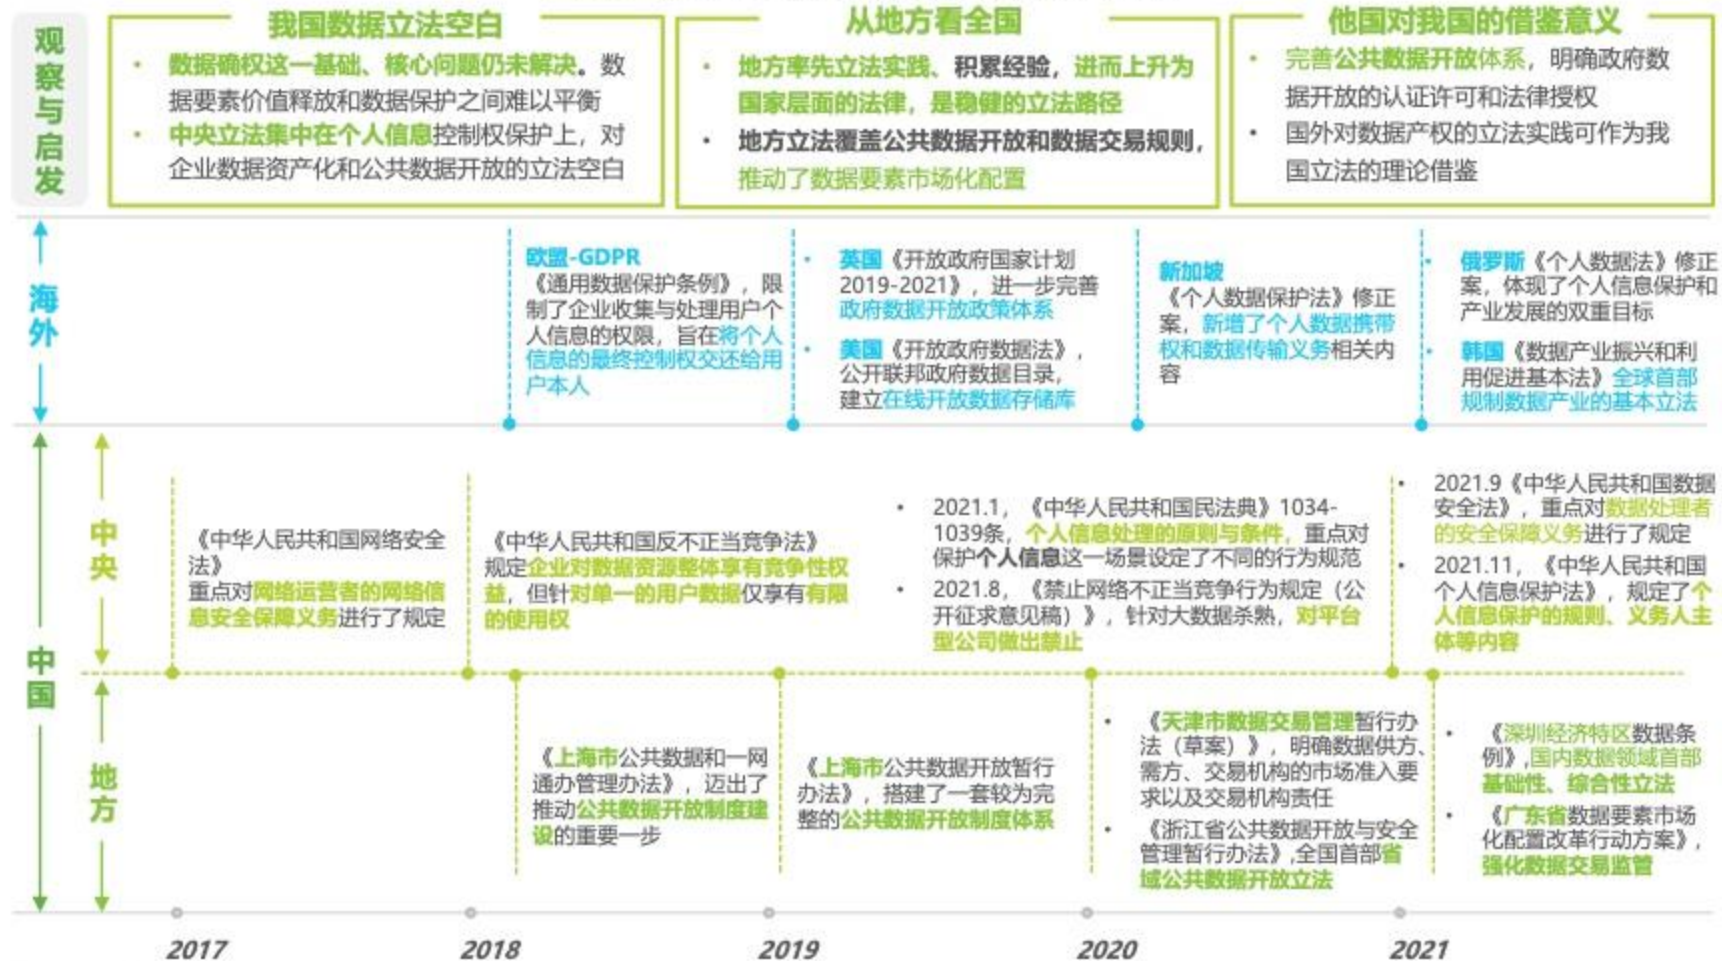 观察与启发
我国数据立法空白
• 数据确权这一基础、核心问题仍未解决。数
据要素价值释放和数据保护之间难以平衡
• 中央立法集中在个人信息控制权保护上，对
企业数据资产化和公共数据开放的立法空白
从地方看全国
• 地方率先立法实践、积累经验，进而上升为
国家层面的法律，是稳健的立法路径
• 地方立法覆盖公共数据开放和数据交易规则，
推动了数据要素市场化配置
他国对我国的借鉴意义
• 完善公共数据开放体系，明确政府数
据开放的认证许可和法律授权
• 国外对数据产权的立法实践可作为我
国立法的理论借鉴
海外
欧盟-GDPR
《通用数据保护条例》，限
制了企业收集与处理用户个
人信息的权限，旨在将个人
信息的最终控制权交还给用
户本人
• 英国《开放政府国家计划
2019-2021》，进一步完善
政府数据开放政策体系
• 美国《开放政府数据法》，
公开联邦政府数据目录，
建立在线开放数据存储库
新加坡
《个人数据保护法》修正
案，新增了个人数据携带
权和数据传输义务相关内
容
• 俄罗斯《个人数据法》修正
案，体现了个人信息保护和
产业发展的双重目标
• 韩国《数据产业振兴和利
用促进基本法》全球首部
规制数据产业的基本立法
中国
中央
《中华人民共和国网络安全
法》
重点对网络运营者的网络信
息安全保障义务进行了规定
《中华人民共和国反不正当竞争法》
规定企业对数据资源整体享有竞争性权
益，但针对单一的用户数据仅享有有限
的使用权
• 2021.1，《中华人民共和国民法典》1034-
1039条，个人信息处理的原则与条件，重点对
保护个人信息这一场景设定了不同的行为规范
• 2021.8，《禁止网络不正当竞争行为规定（公
开征求意见稿）》，针对大数据杀熟，对平台
型公司做出禁止
• 2021.9《中华人民共和国数据
安全法》，重点对数据处理者
的安全保障义务进行了规定
• 2021.11，《中华人民共和国
个人信息保护法》，规定了个
人信息保护的规则、义务人主
体等内容
地方
《上海市公共数据和一网
通办管理办法》，迈出了
推动公共数据开放制度建
设的重要一步
《上海市公共数据开放暂行
办法》，搭建了一套较为完
整的公共数据开放制度体系
• 《天津市数据交易管理暂行办
法（草案）》，明确数据供方、
需方、交易机构的市场准入要
求以及交易机构责任
• 《浙江省公共数据开放与安全
管理暂行办法》,全国首部省
域公共数据开放立法
• 《深圳经济特区数据条
例》,国内数据领域首部
基础性、综合性立法
• 《广东省数据要素市场
化配置改革行动方案》，
强化数据交易监管
2017
2018
2019
2020
2021